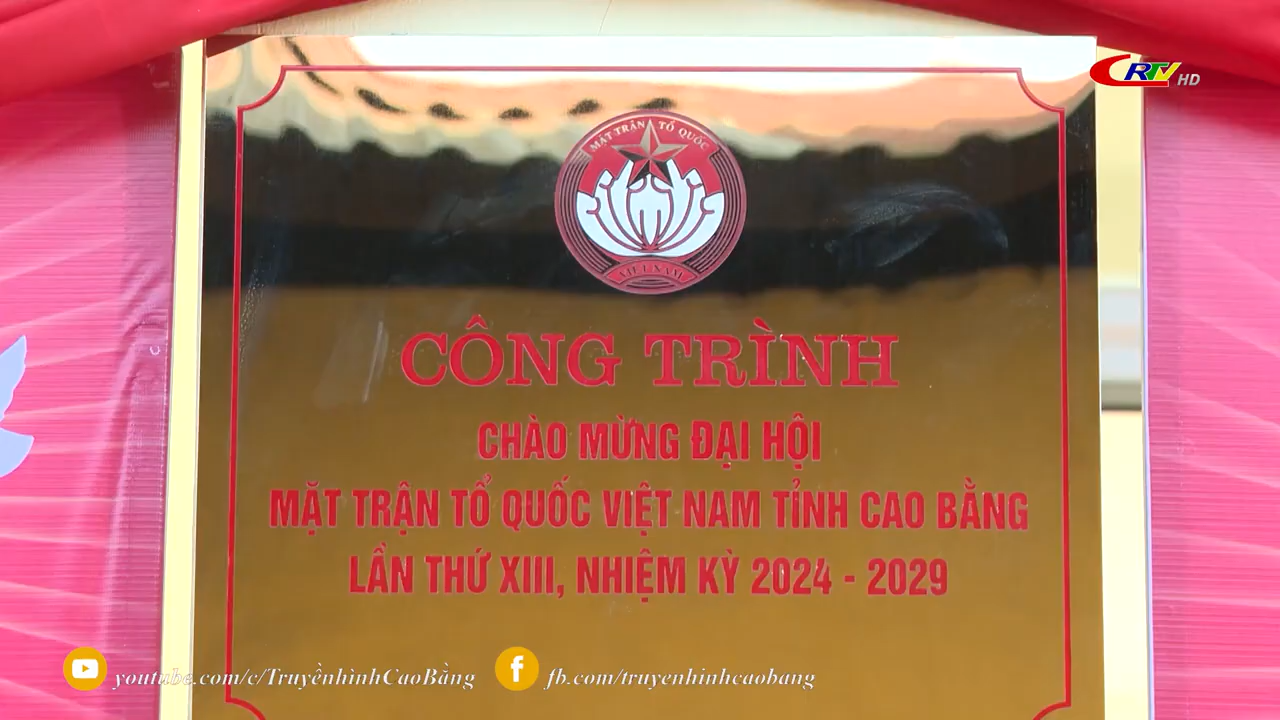 CRTV HD
MẶT TRẬN TỔ QUỐC
VIỆT NAM
CÔNG TRÌNH
CHÀO MỪNG ĐẠI HỘI
MẶT TRẬN TỔ QUỐC VIỆT NAM TỈNH CAO BẰNG
LẦN THỨ XIII, NHIỆM KỲ 2024 - 2029
youtube.com/c/TruyềnhìnhCaoBằng
fb.com/truyenhinhcaobang